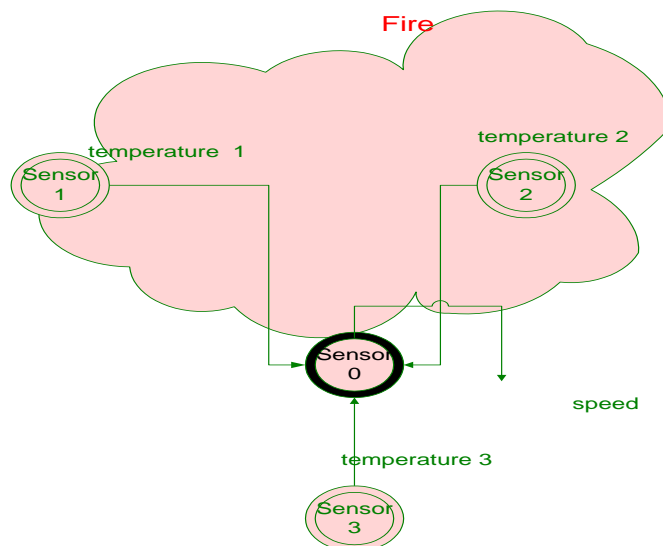 Fire
temperature 1
temperature 2
Sensor
1
Sensor
2
Sensor
0
speed
temperature 3
Sensor
3